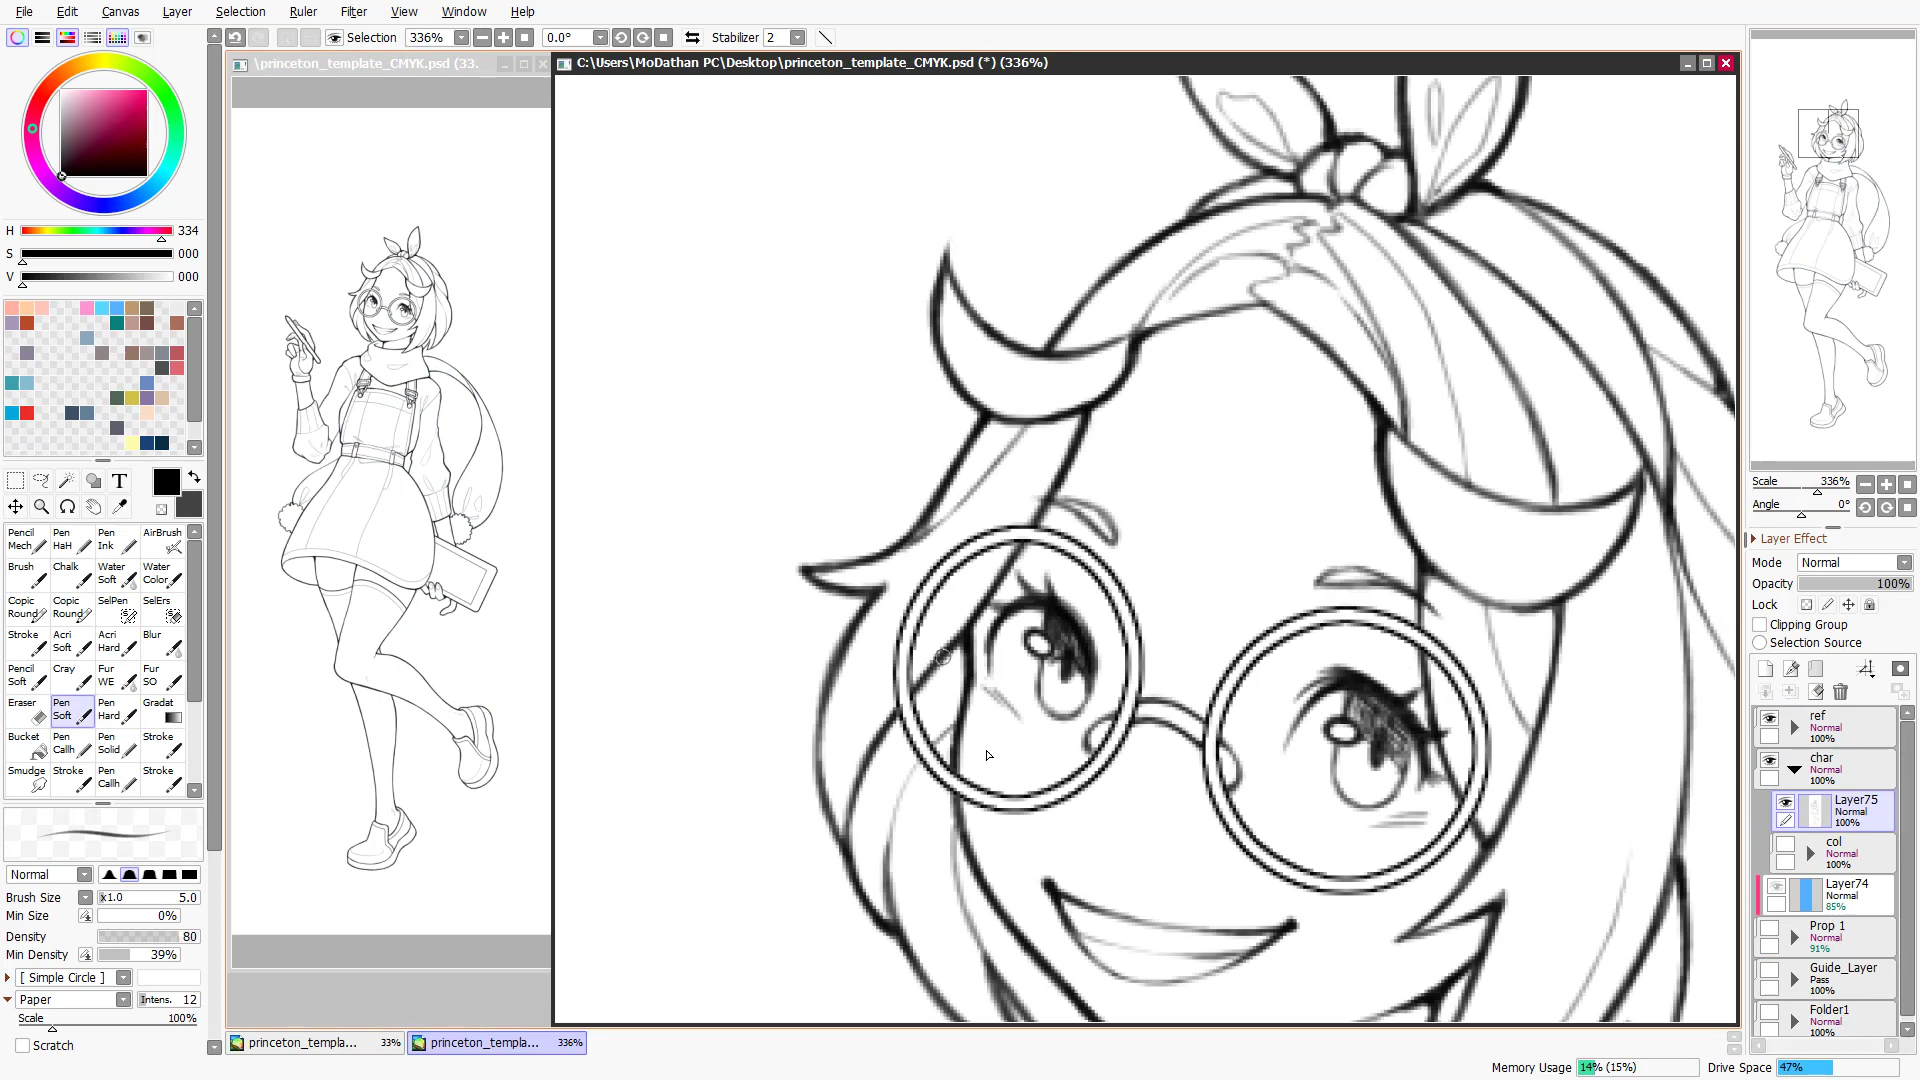 File Edit Canvas Layer Selection Ruler Filter View Window Help
Selection 336% 0.0° Stabilizer 2
\princeton_template_CMYK.psd (33.
C:\Users\MoDathan PC\Desktop\princeton_template_CMYK.psd (*) (336%)
H 334
S 000
V 000
T
Pencil Mech Pen HaH Pen Ink AirBrush
Brush Chalk Water Soft Water Color
Copic Round Copic Round SelPen SelErs
Stroke Acri Soft Acri Hard Blur
Pencil Soft Cray Fur WE Fur SO
Eraser Pen Soft Pen Hard Gradat
Bucket Pen Callh Pen Solid Stroke
Smudge Stroke Pen Callh Stroke
Normal
Brush Size x1.0 5.0
Min Size 0%
Density 80
Min Density 39%
[ Simple Circle ]
Paper Intens. 12
Scale 100%
Scratch
princeton_templa... 33%
princeton_templa... 336%
Scale 336%
Angle 0°
Layer Effect
Mode Normal
Opacity 100%
Lock
Clipping Group
Selection Source
ref
Normal
100%
char
Normal
100%
Layer75
Normal
100%
col
Normal
100%
Layer74
Normal
85%
Prop 1
Normal
91%
Guide_Layer
Pass
100%
Folder1
Normal
100%
Memory Usage 14% (15%) Drive Space 47%